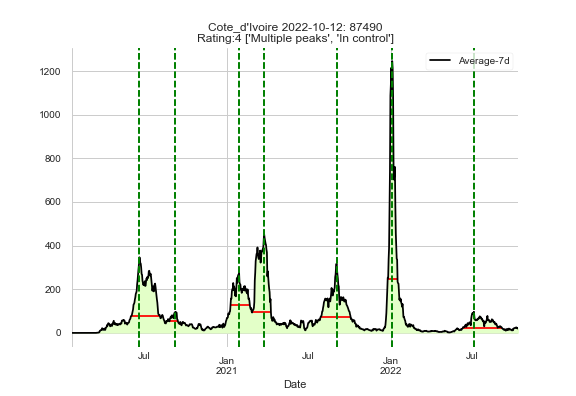 Cote_d'Ivoire 2022-10-12: 87490
Rating:4 ['Multiple peaks', 'In control']
Average-7d
1200
1000
800
600
400
200
0
Jul
Jan
2021
Jul
Jan
2022
Jul
Date